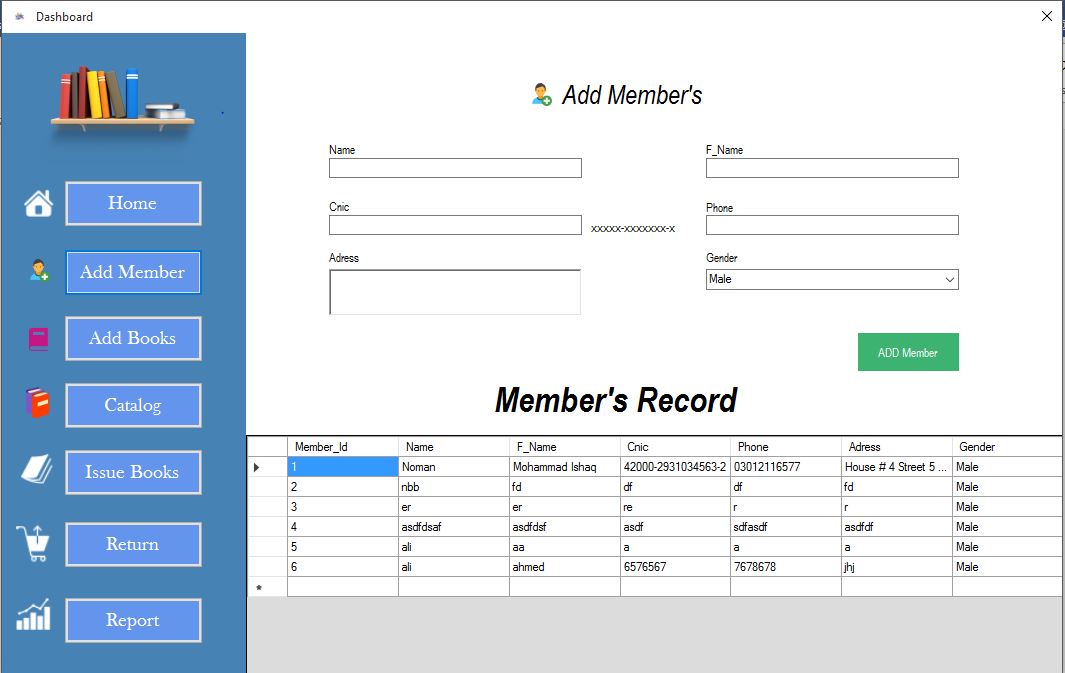 Dashboard
Home
Add Member
Add Books
Catalog
Issue Books
Return
Report
Add Member's
Name F_Name
Cnic xxxxx-xxxxxxx-x Phone
Adress Gender
Male
ADD Member
Member's Record
Member_Id Name F_Name Cnic Phone Adress Gender
1 Noman Mohammad Ishaq 42000-2931034563-2 03012116577 House # 4 Street 5 ... Male
2 nbb fd df df fd Male
3 er er re r r Male
4 asdfdsaf asdfdsf asdf sdfasdf asdfdf Male
5 ali aa a a a Male
6 ali ahmed 6576567 7678678 jhj Male